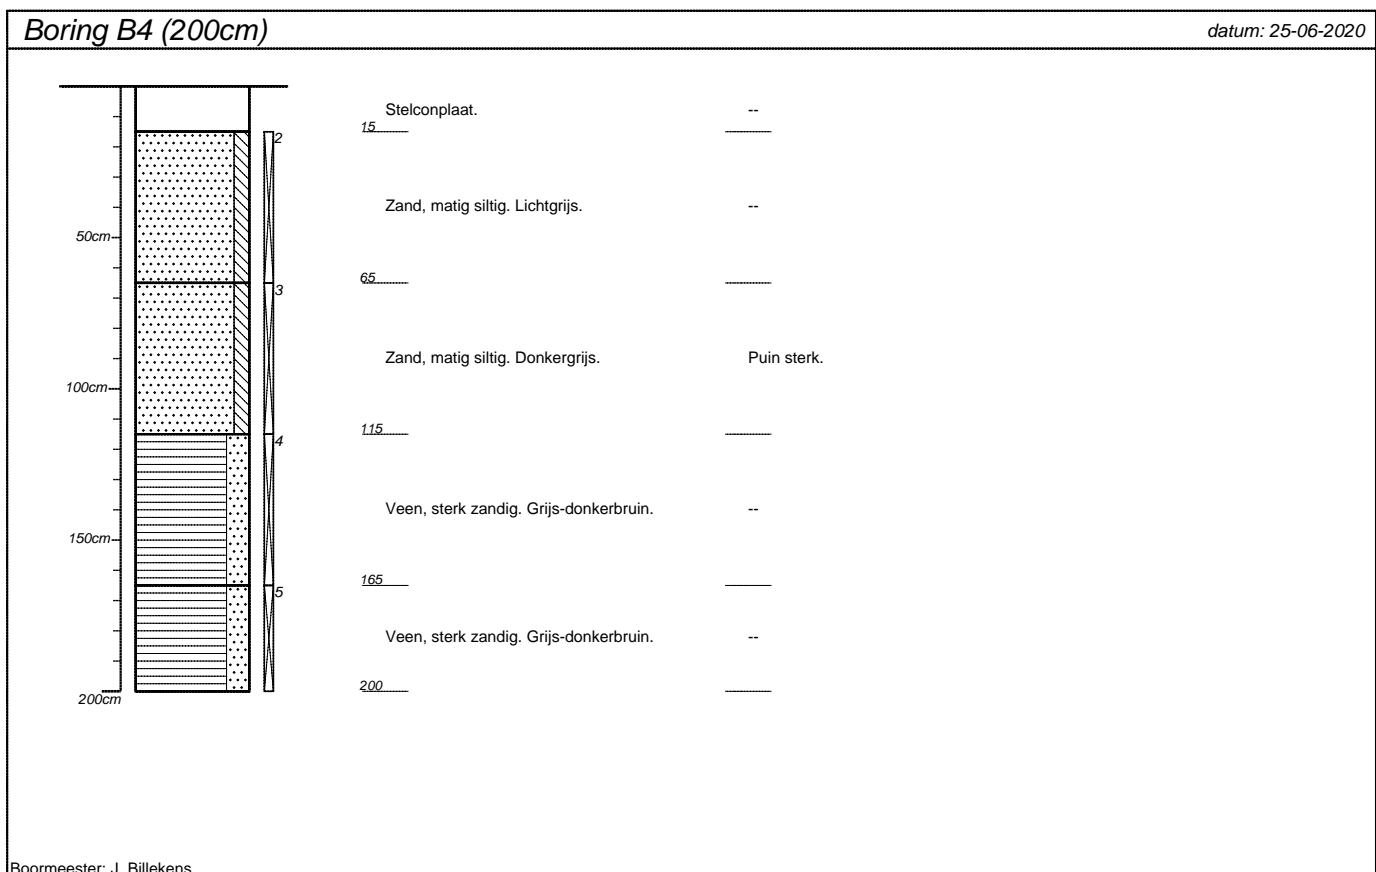 Boring B4 (200cm)
datum: 25-06-2020
Stelconplaat. --
15
2
Zand, matig siltig. Lichtgrijs. --
50cm
65
3
Zand, matig siltig. Donkergrijs. Puin sterk.
100cm
115
4
Veen, sterk zandig. Grijs-donkerbruin. --
150cm
165
5
Veen, sterk zandig. Grijs-donkerbruin. --
200
200cm
Boormeester: J. Billekens